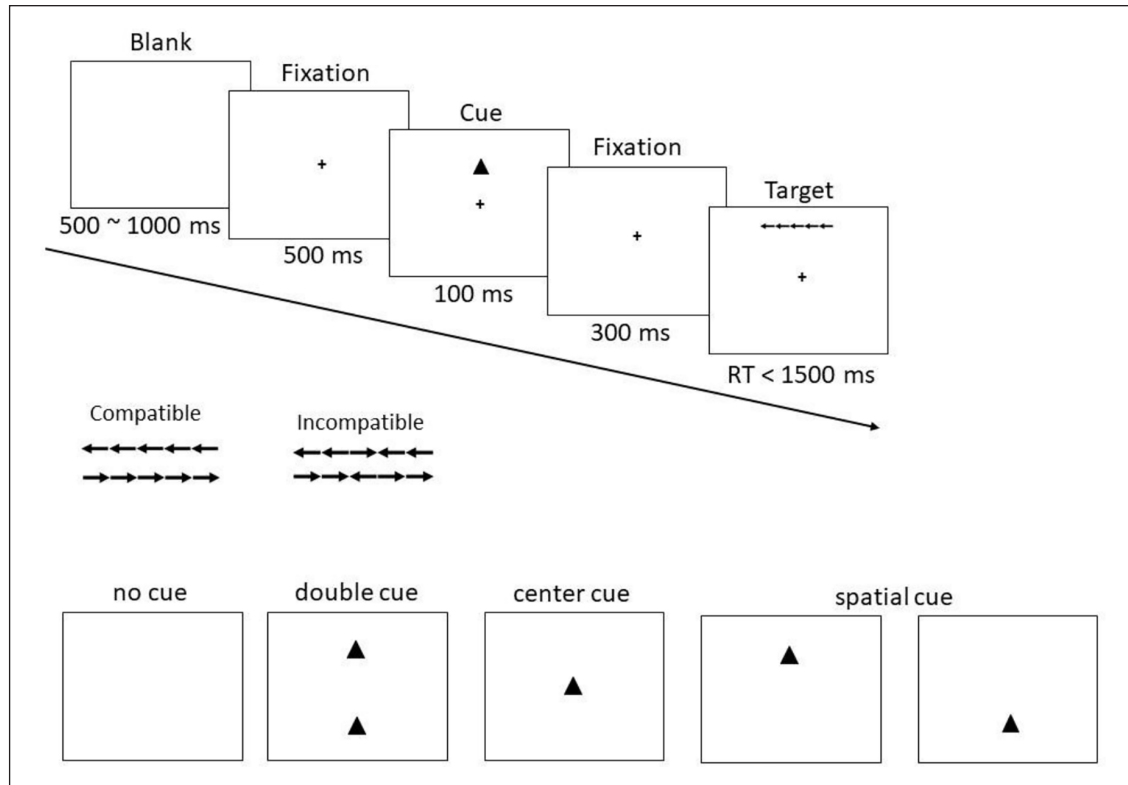 Blank
Fixation
Cue
Fixation
Target
500 ~ 1000 ms
500 ms
100 ms
300 ms
RT < 1500 ms
Compatible
Incompatible
no cue
double cue
center cue
spatial cue